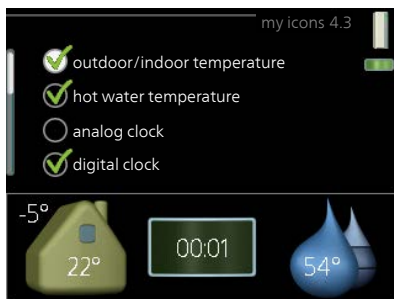 my icons 4.3
outdoor/indoor temperature
hot water temperature
analog clock
digital clock
-5°
22°
00:01
54°